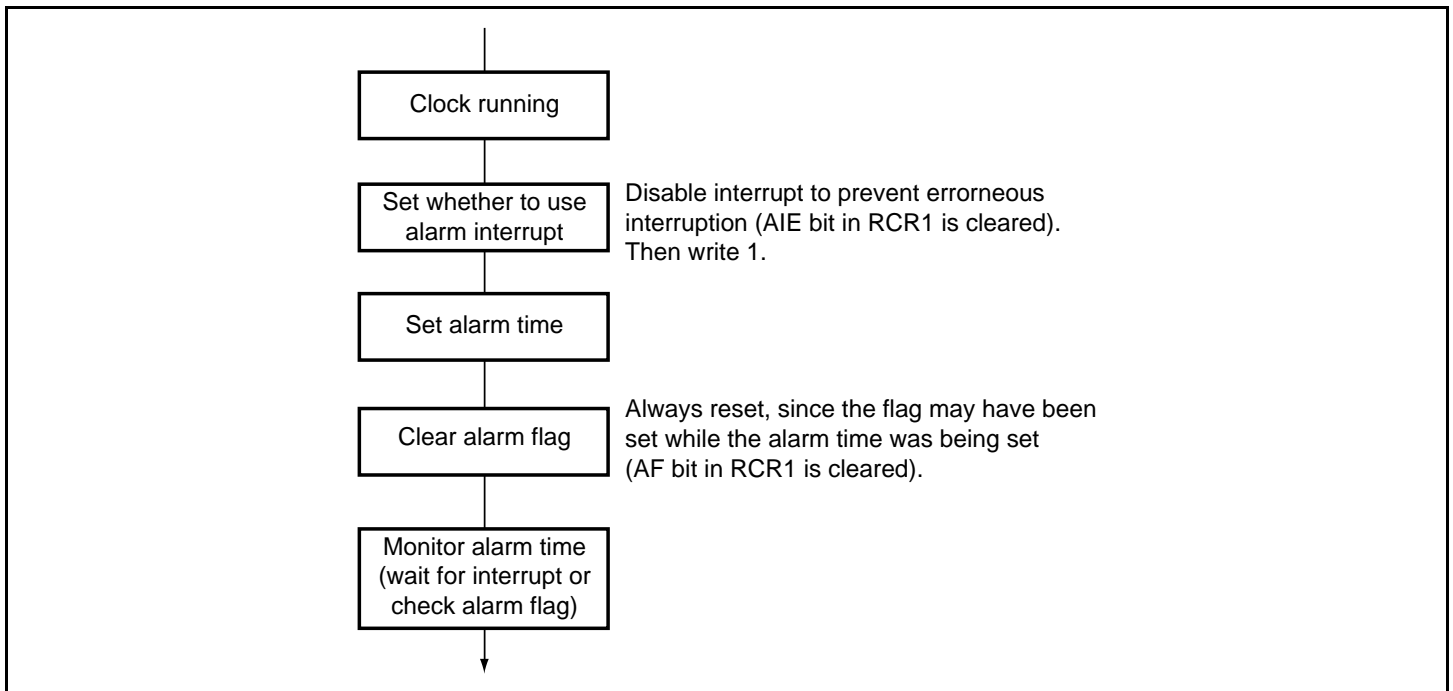 Clock running
Set whether to use
alarm interrupt
Disable interrupt to prevent errorneous
interruption (AIE bit in RCR1 is cleared).
Then write 1.
Set alarm time
Clear alarm flag
Always reset, since the flag may have been
set while the alarm time was being set
(AF bit in RCR1 is cleared).
Monitor alarm time
(wait for interrupt or
check alarm flag)